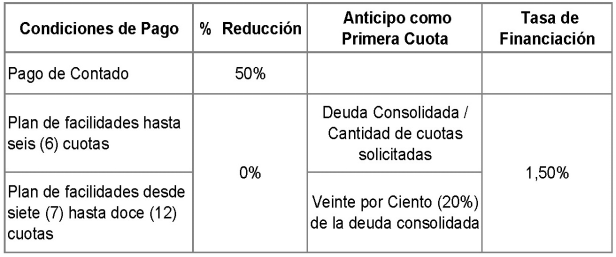 Condiciones de Pago
% Reducción
Anticipo como
Primera Cuota
Tasa de
Financiación
Pago de Contado
50%
Plan de facilidades hasta
seis (6) cuotas
0%
Deuda Consolidada /
Cantidad de cuotas
solicitadas
1,50%
Plan de facilidades desde
siete (7) hasta doce (12)
cuotas
Veinte por Ciento (20%)
de la deuda consolidada